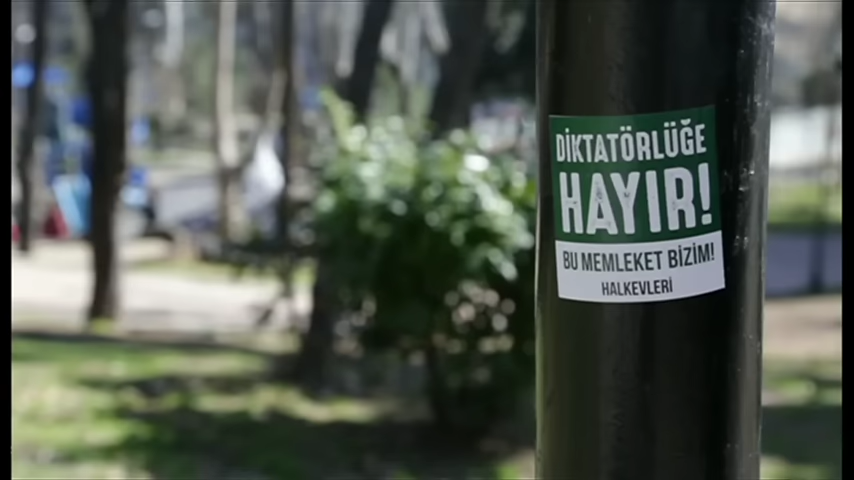 DİKTATÖRLÜĞE
HAYIR!
BU MEMLEKET BİZİM!
HALKEVLERİ